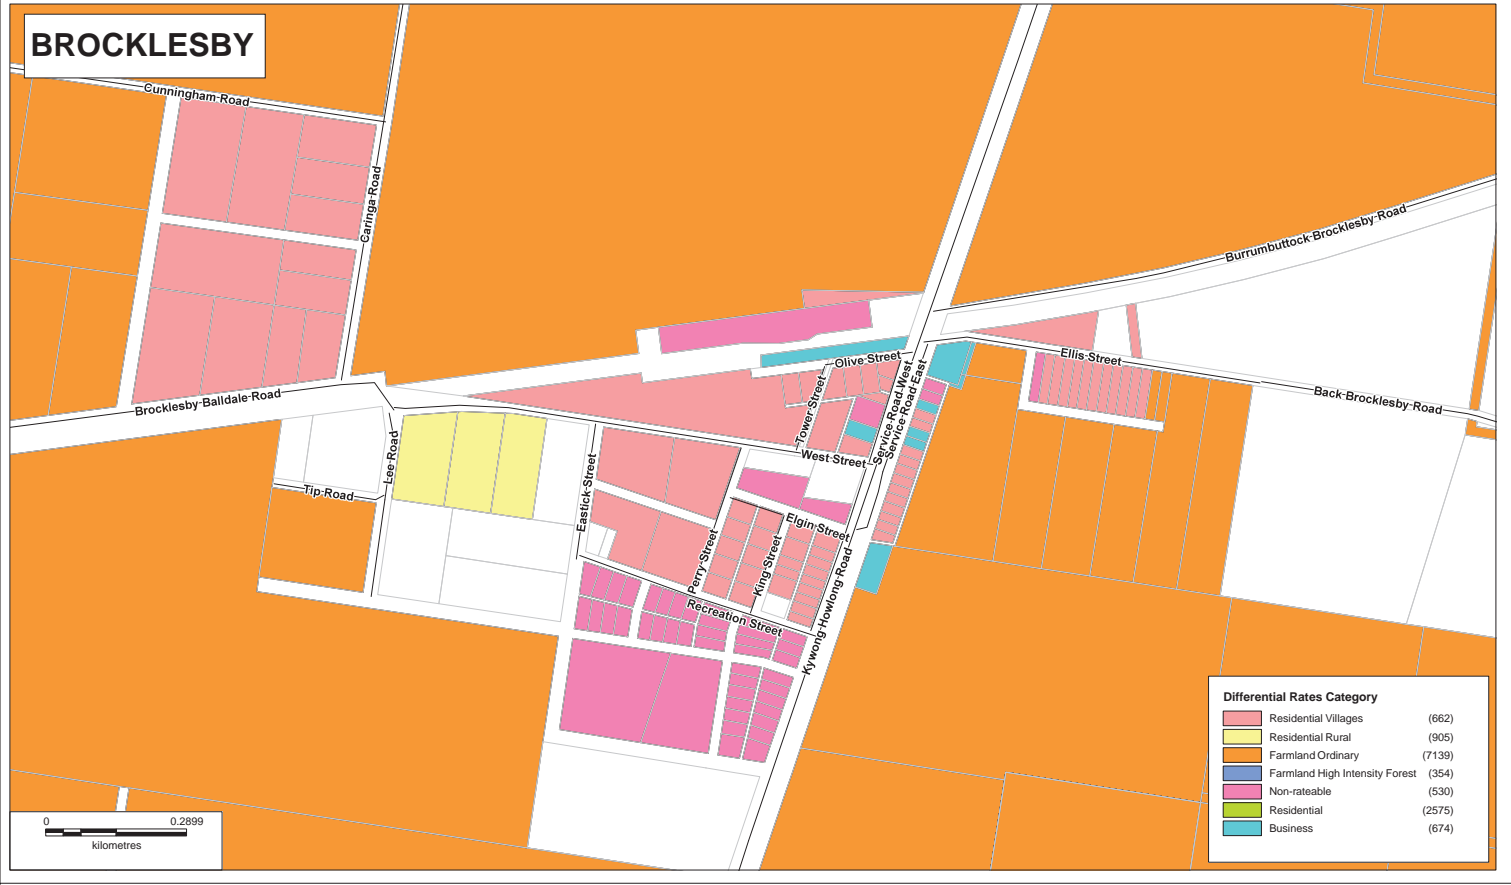 BROCKLESBY
Cunningham Road
Caringa Road
Burrumbuttock Brocklesby Road
Olive Street
Ellis Street
Back Brocklesby Road
Brocklesby Balldale Road
Tower Street
Service Road West
Service Road East
West Street
Lee Road
Tip Road
Eastick Street
Elgin Street
Perry Street
King Street
Recreation Street
Kywong Howlong Road
Differential Rates Category
Residential Villages (662)
Residential Rural (905)
Farmland Ordinary (7139)
Farmland High Intensity Forest (354)
Non-rateable (530)
Residential (2575)
Business (674)
0 0.2899
kilometres